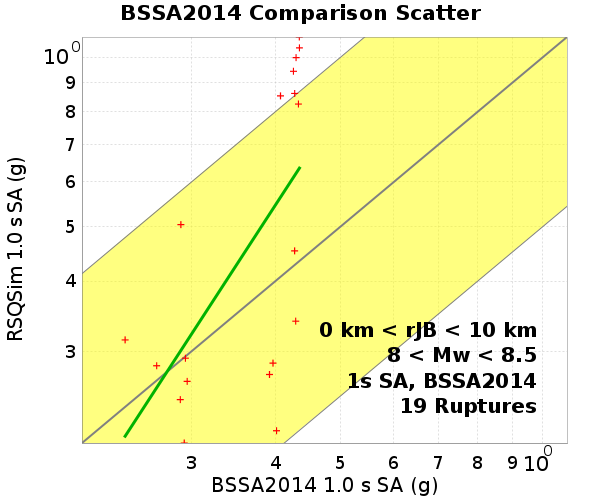 BSSA2014 Comparison Scatter
RSQSim 1.0 s SA (g)
10^0
9
8
7
6
5
4
3
0 km < rJB < 10 km
8 < Mw < 8.5
1s SA, BSSA2014
19 Ruptures
3 4 5 6 7 8 9 10^0
BSSA2014 1.0 s SA (g)